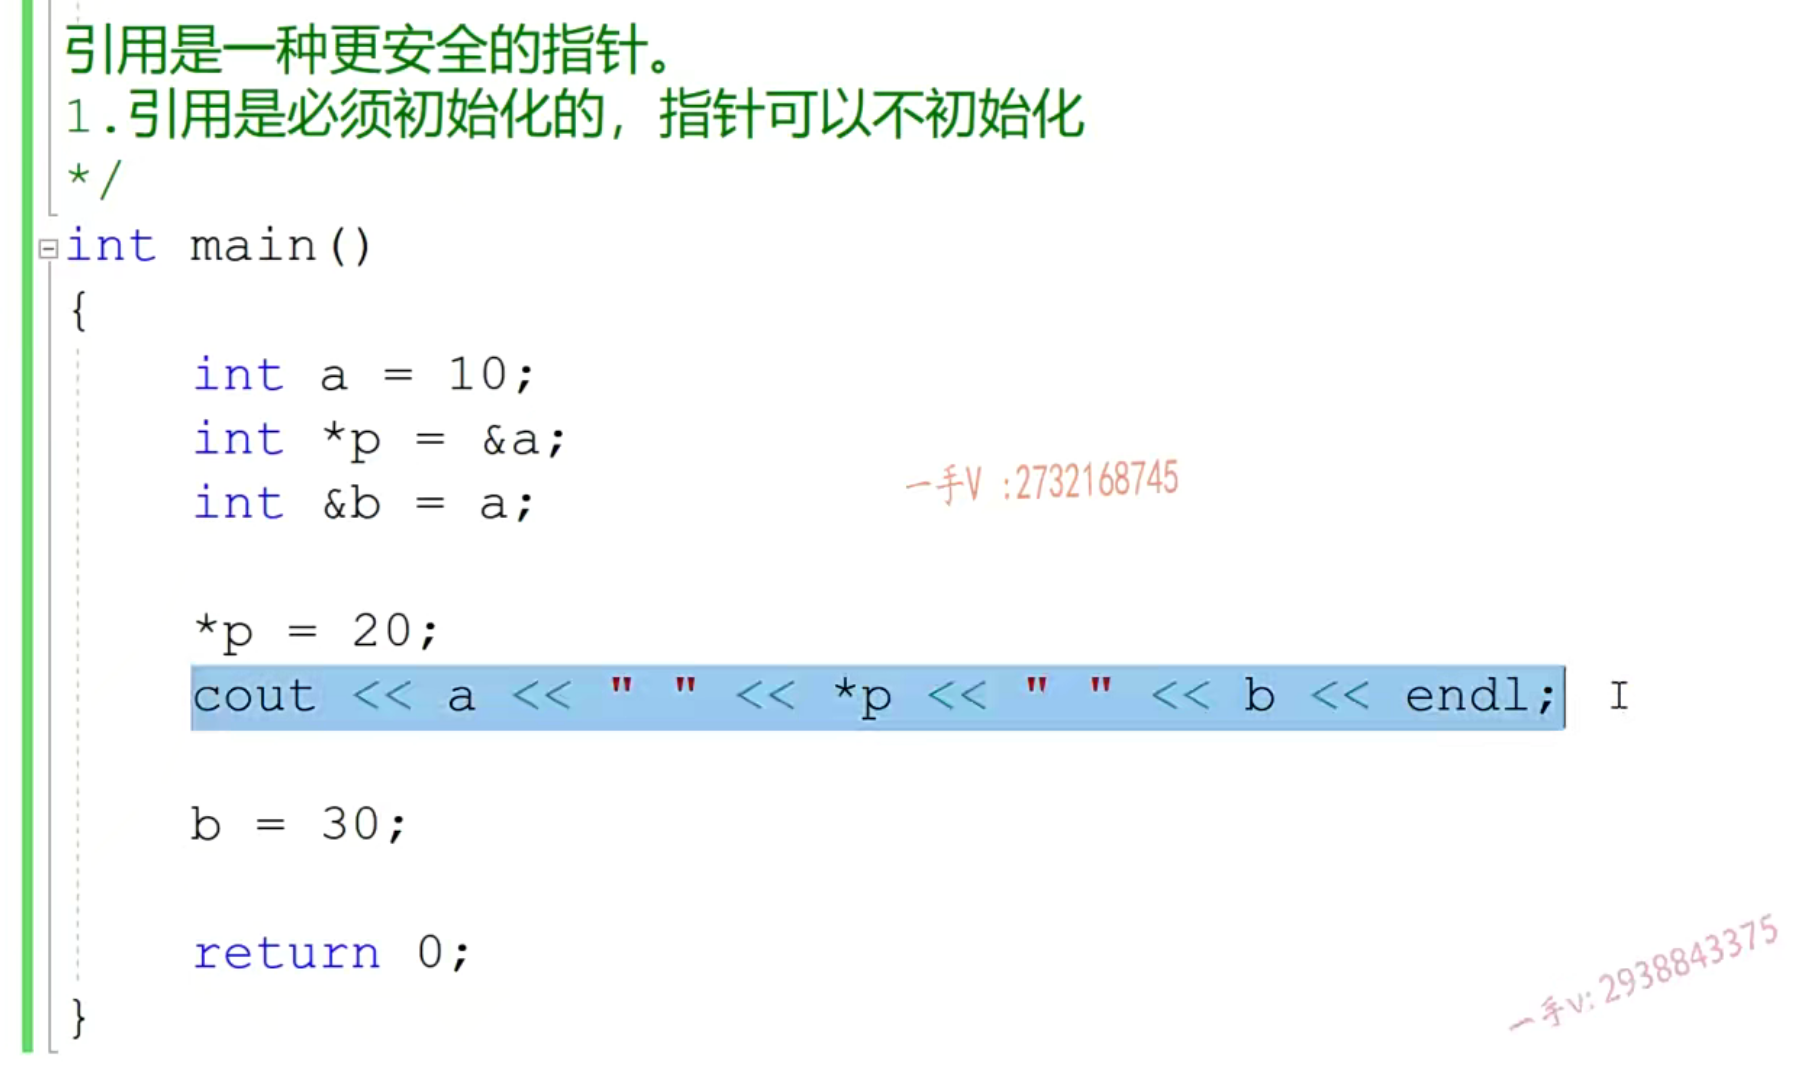 引用是一种更安全的指针。
1.引用是必须初始化的，指针可以不初始化
*/
int main()
{
int a = 10;
int *p = &a;
int &b = a;
一手V :2732168745
*p = 20;
cout << a << " " << *p << " " << b << endl;
b = 30;
return 0;
一手v: 2938843375
}